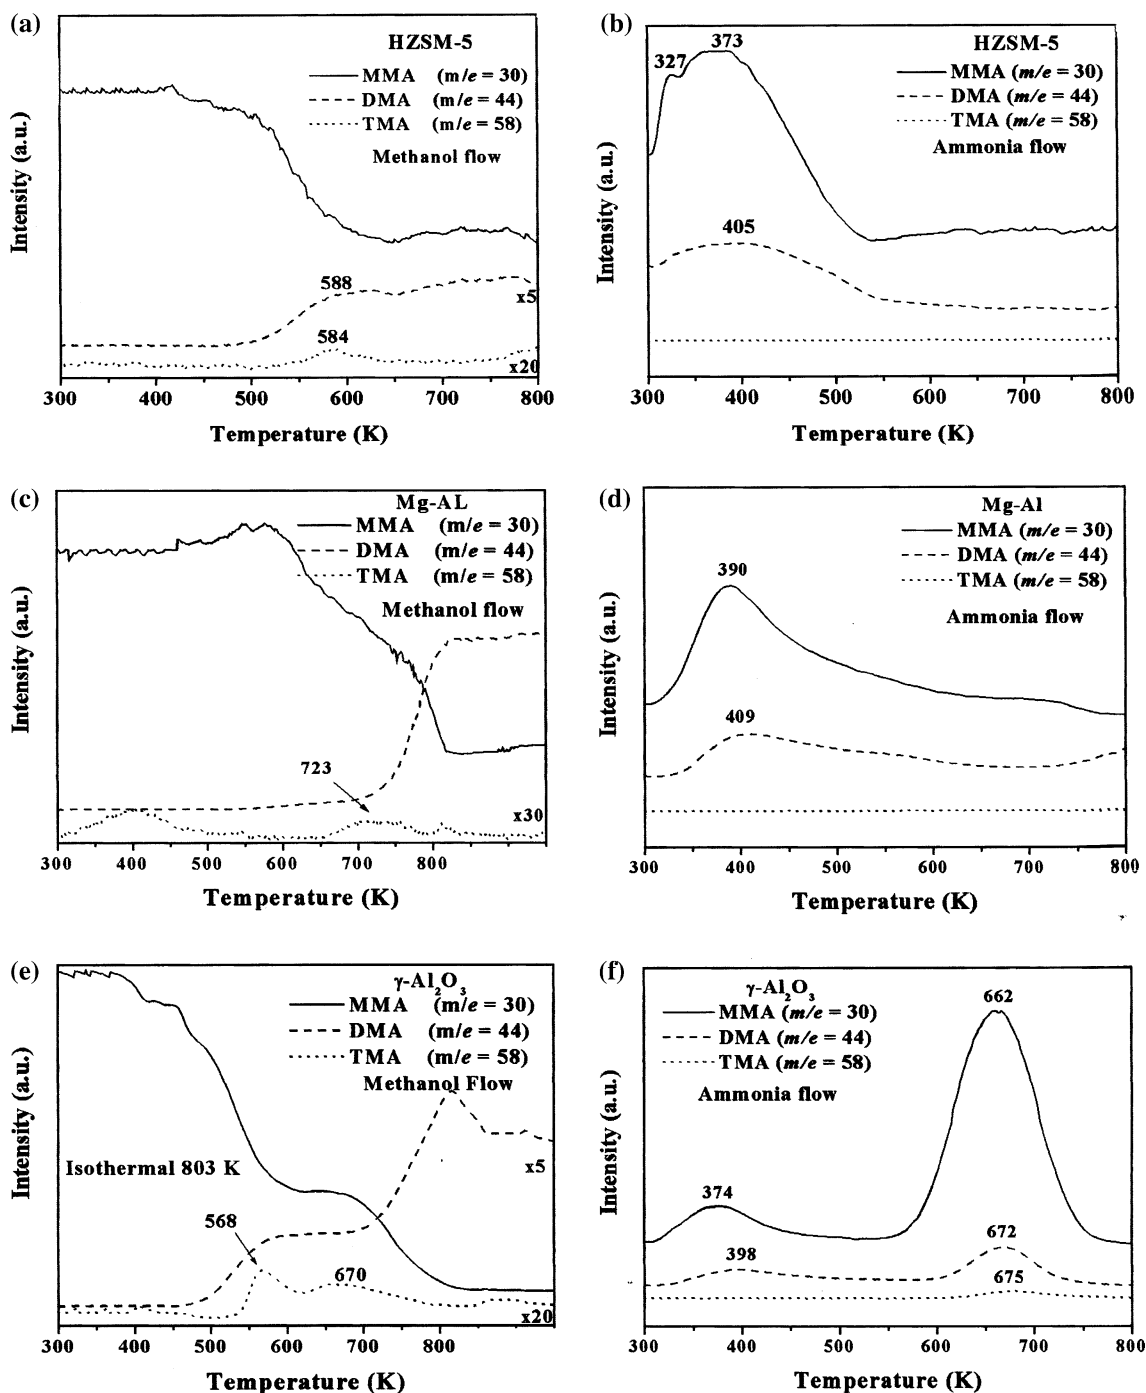 (a)
HZSM-5
MMA (m/e = 30)
DMA (m/e = 44)
TMA (m/e = 58)
Methanol flow
588
x5
584
x20
Intensity (a.u.)
300 400 500 600 700 800
Temperature (K)
(b)
327
373
HZSM-5
MMA (m/e = 30)
DMA (m/e = 44)
TMA (m/e = 58)
Ammonia flow
405
Intensity (a.u.)
300 400 500 600 700 800
Temperature (K)
(c)
Mg-AL
MMA (m/e = 30)
DMA (m/e = 44)
TMA (m/e = 58)
Methanol flow
723
x30
Intensity (a.u.)
300 400 500 600 700 800
Temperature (K)
(d)
Mg-Al
MMA (m/e = 30)
DMA (m/e = 44)
TMA (m/e = 58)
Ammonia flow
390
409
Intensity (a.u.)
300 400 500 600 700 800
Temperature (K)
(e)
γ-Al₂O₃
MMA (m/e = 30)
DMA (m/e = 44)
TMA (m/e = 58)
Methanol Flow
x5
Isothermal 803 K
568
670
x20
Intensity (a.u.)
300 400 500 600 700 800
Temperature (K)
(f)
γ-Al₂O₃
MMA (m/e = 30)
DMA (m/e = 44)
TMA (m/e = 58)
Ammonia flow
662
374
672
398
675
Intensity (a.u.)
300 400 500 600 700 800
Temperature (K)